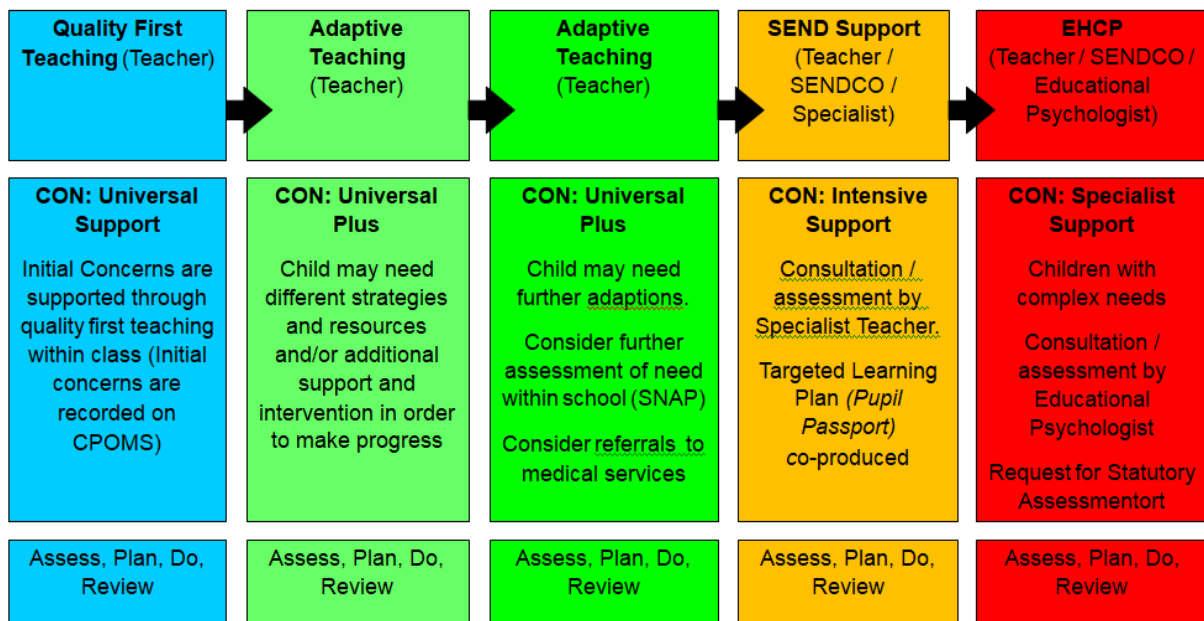 Quality First
Teaching (Teacher)
Adaptive
Teaching
(Teacher)
Adaptive
Teaching
(Teacher)
SEND Support
(Teacher /
SENDCO /
Specialist)
EHCP
(Teacher / SENDCO /
Educational
Psychologist)
CON: Universal
Support
Initial Concerns are
supported through
quality first teaching
within class (Initial
concerns are
recorded on
CPOMS)
CON: Universal
Plus
Child may need
different strategies
and resources
and/or additional
support and
intervention in order
to make progress
CON: Universal
Plus
Child may need
further adaptions.
Consider further
assessment of need
within school (SNAP)
Consider referrals to
medical services
CON: Intensive
Support
Consultation /
assessment by
Specialist Teacher.
Targeted Learning
Plan (Pupil
Passport)
co-produced
CON: Specialist
Support
Children with
complex needs
Consultation /
assessment by
Educational
Psychologist
Request for Statutory
Assessmentort
Assess, Plan, Do,
Review
Assess, Plan, Do,
Review
Assess, Plan, Do,
Review
Assess, Plan, Do,
Review
Assess, Plan, Do,
Review